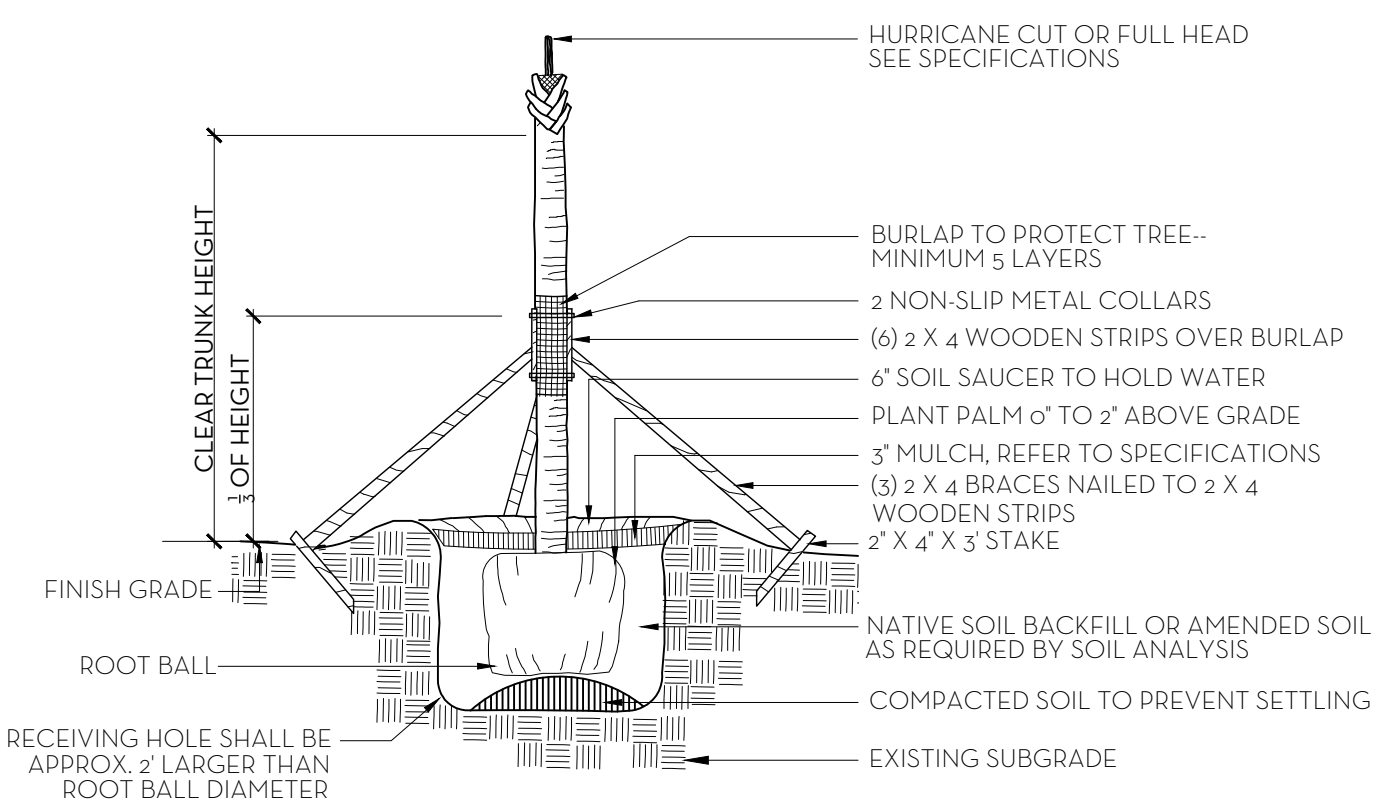 HURRICANE CUT OR FULL HEAD
SEE SPECIFICATIONS
CLEAR TRUNK HEIGHT
1/3 OF HEIGHT
BURLAP TO PROTECT TREE--
MINIMUM 5 LAYERS
2 NON-SLIP METAL COLLARS
(6) 2 X 4 WOODEN STRIPS OVER BURLAP
6" SOIL SAUCER TO HOLD WATER
PLANT PALM 0" TO 2" ABOVE GRADE
3" MULCH, REFER TO SPECIFICATIONS
(3) 2 X 4 BRACES NAILED TO 2 X 4
WOODEN STRIPS
2" X 4" X 3' STAKE
FINISH GRADE
NATIVE SOIL BACKFILL OR AMENDED SOIL
AS REQUIRED BY SOIL ANALYSIS
ROOT BALL
COMPACTED SOIL TO PREVENT SETTLING
RECEIVING HOLE SHALL BE
APPROX. 2' LARGER THAN
ROOT BALL DIAMETER
EXISTING SUBGRADE